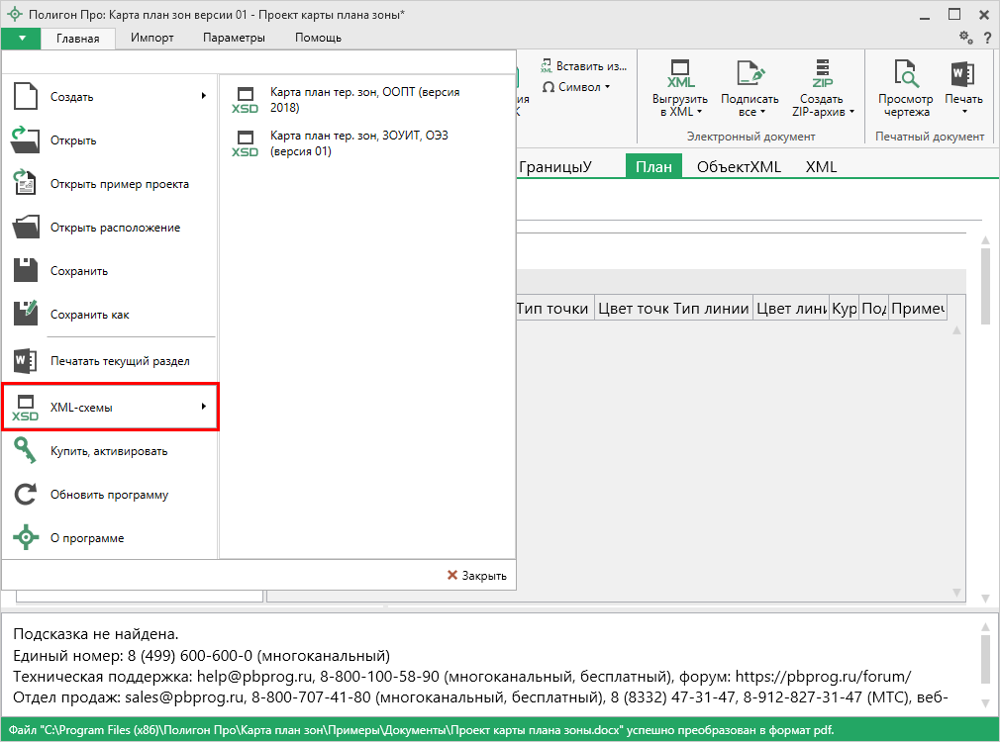 Полигон Про: Карта план зон версии 01 - Проект карты плана зоны*
Главная Импорт Параметры Помощь
?
Создать
Открыть
Открыть пример проекта
Открыть расположение
Сохранить
Сохранить как
Печатать текущий раздел
XSD XML-схемы
Купить, активировать
Обновить программу
О программе
XSD Карта план тер. зон, ООПТ (версия
2018)
XSD Карта план тер. зон, ЗОУИТ, ОЭЗ
(версия 01)
Закрыть
ия
К
XML Вставить из...
Ω Символ
XML
Выгрузить
в XML
Подписать
все
ZIP
Создать
ZIP-архив
Электронный документ
Просмотр
чертежа
W
Печать
Печатный документ
ГраницыУ План ОбъектXML XML
Тип точки Цвет точк Тип линии Цвет лини Кур Под Примеч
Подсказка не найдена.
Единый номер: 8 (499) 600-600-0 (многоканальный)
Техническая поддержка: help@pbprog.ru, 8-800-100-58-90 (многоканальный, бесплатный), форум: https://pbprog.ru/forum/
Отдел продаж: sales@pbprog.ru, 8-800-707-41-80 (многоканальный, бесплатный), 8 (8332) 47-31-47, 8-912-827-31-47 (МТС), веб-
Файл "C:\Program Files (x86)\Полигон Про\Карта план зон\Примеры\Документы\Проект карты плана зоны.docx" успешно преобразован в формат pdf.